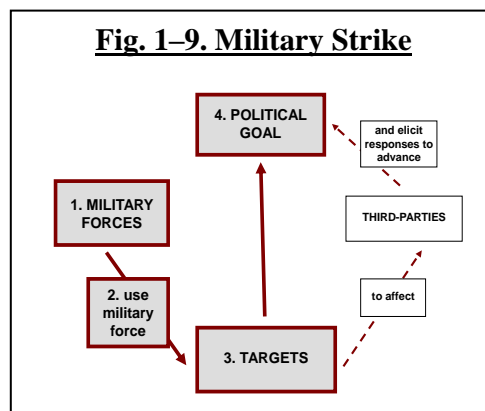 Fig. 1–9. Military Strike
4. POLITICAL
GOAL
and elicit
responses to
advance
1. MILITARY
FORCES
THIRD-PARTIES
2. use
military
force
to affect
3. TARGETS